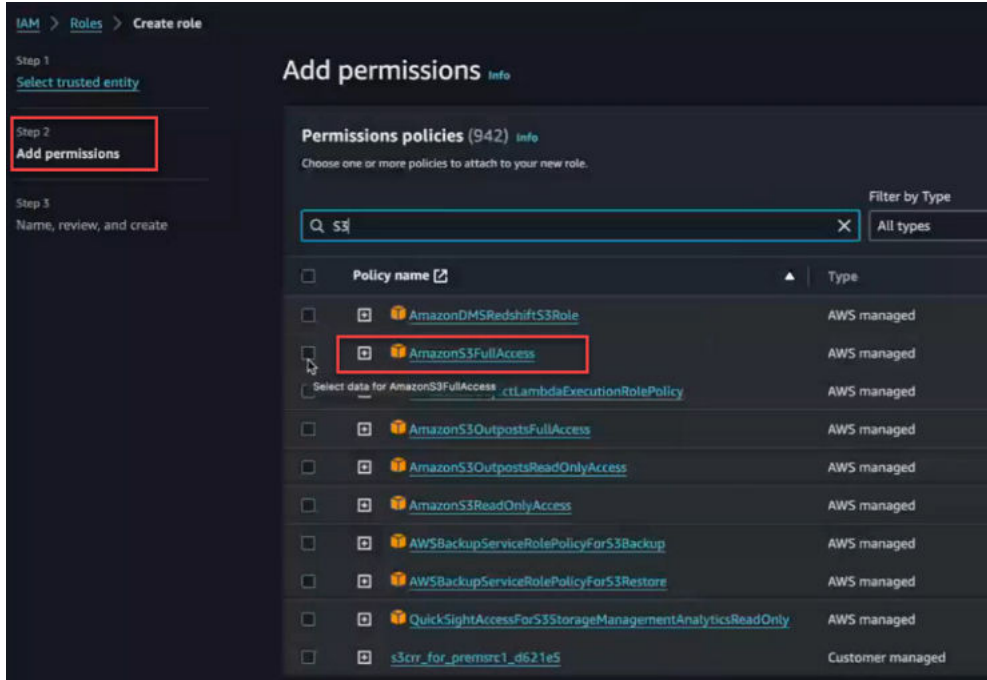 IAM > Roles > Create role
Step 1
Select trusted entity
Step 2
Add permissions
Step 3
Name, review, and create
Add permissions Info
Permissions policies (942) Info
Choose one or more policies to attach to your new role.
Filter by Type
S3
All types
Policy name
Type
AmazonDMSRedshiftS3Role AWS managed
AmazonS3FullAccess AWS managed
Select data for AmazonS3FullAccess
ctLambdaExecutionRolePolicy AWS managed
AmazonS3OutpostsFullAccess AWS managed
AmazonS3OutpostsReadOnlyAccess AWS managed
AmazonS3ReadOnlyAccess AWS managed
AWSBackupServiceRolePolicyForS3Backup AWS managed
AWSBackupServiceRolePolicyForS3Restore AWS managed
QuickSightAccessForS3StorageManagementAnalyticsReadOnly AWS managed
s3crr_for_premsrc1_d621e5 Customer managed